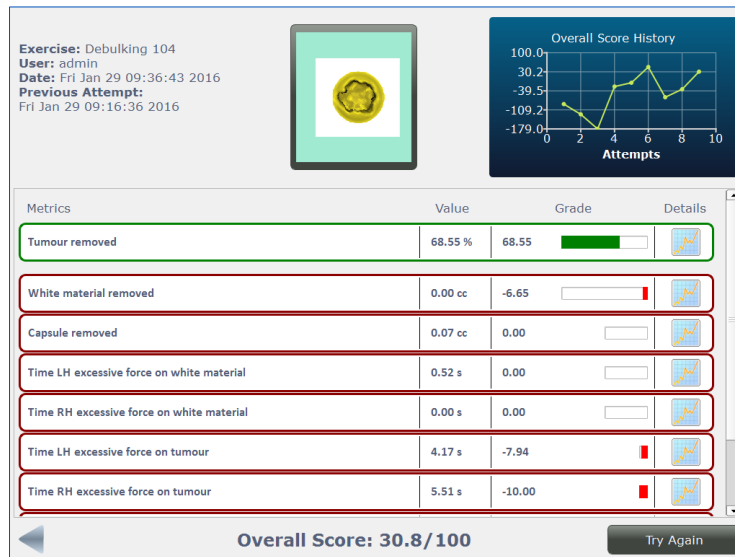 Exercise: Debulking 104
User: admin
Date: Fri Jan 29 09:36:43 2016
Previous Attempt:
Fri Jan 29 09:16:36 2016
Overall Score History
100.0
30.2
-39.5
-109.2
-179.0
0 2 4 6 8 10
Attempts
Metrics Value Grade Details
Tumour removed 68.55 % 68.55
White material removed 0.00 cc -6.65
Capsule removed 0.07 cc 0.00
Time LH excessive force on white material 0.52 s 0.00
Time RH excessive force on white material 0.00 s 0.00
Time LH excessive force on tumour 4.17 s -7.94
Time RH excessive force on tumour 5.51 s -10.00
Overall Score: 30.8/100
Try Again